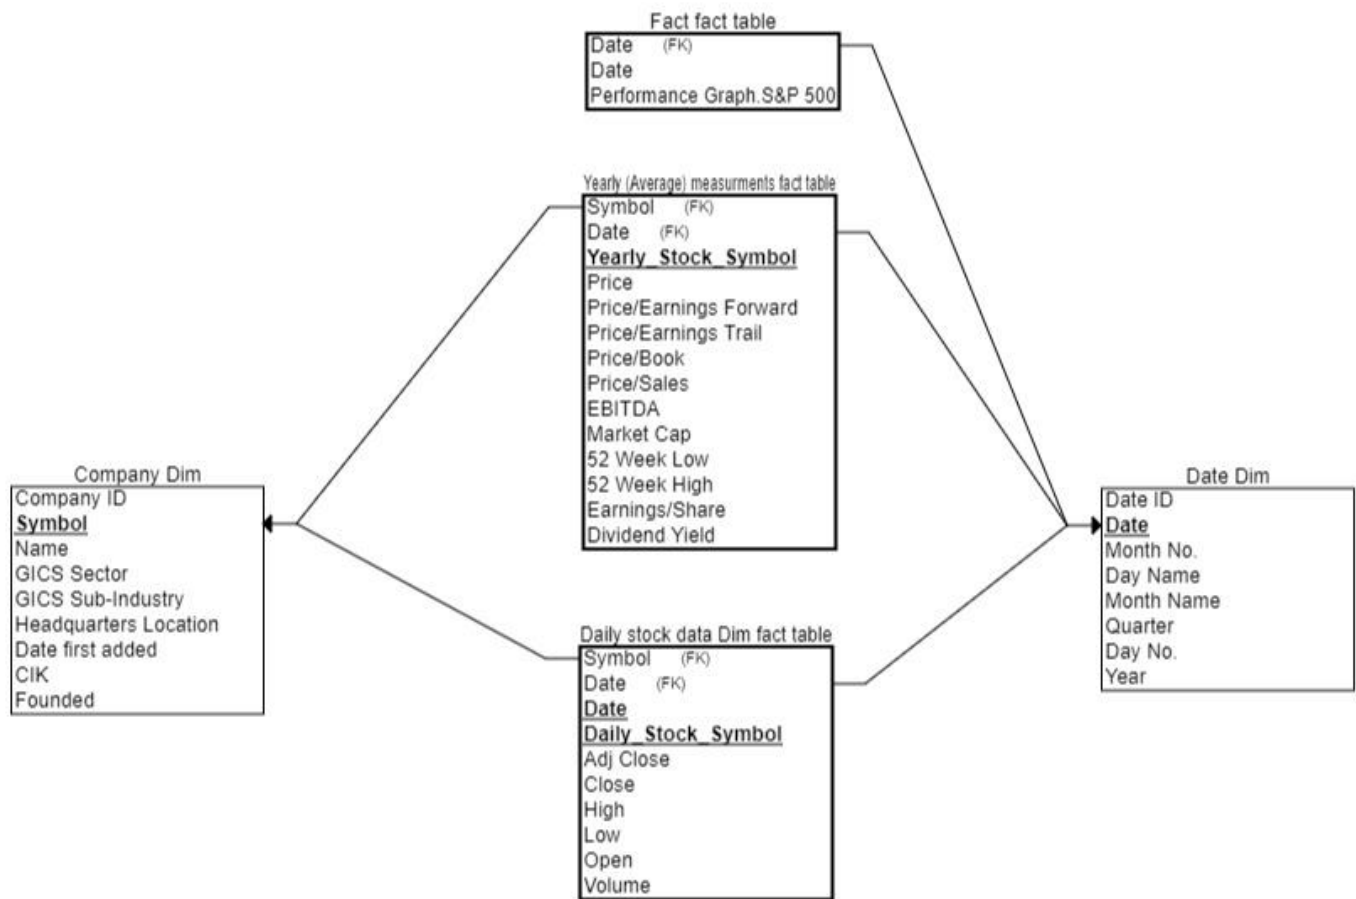 Fact fact table
Date (FK)
Date
Performance Graph.S&P 500
Yearly (Average) measurments fact table
Symbol (FK)
Date (FK)
Yearly_Stock_Symbol
Price
Price/Earnings Forward
Price/Earnings Trail
Price/Book
Price/Sales
EBITDA
Market Cap
52 Week Low
52 Week High
Earnings/Share
Dividend Yield
Company Dim
Company ID
Symbol
Name
GICS Sector
GICS Sub-Industry
Headquarters Location
Date first added
CIK
Founded
Date Dim
Date ID
Date
Month No.
Day Name
Month Name
Quarter
Day No.
Year
Daily stock data Dim fact table
Symbol (FK)
Date (FK)
Date
Daily_Stock_Symbol
Adj Close
Close
High
Low
Open
Volume